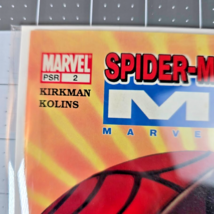 MARVEL
PSR 2
KIRKMAN
KOLINS
SPIDER-M
M
MARVE